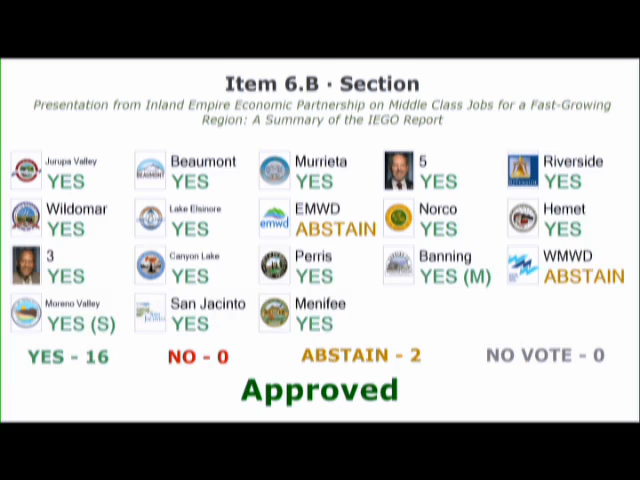 Item 6.B · Section
Presentation from Inland Empire Economic Partnership on Middle Class Jobs for a Fast-Growing
Region: A Summary of the IEGO Report
Jurupa Valley
YES
Beaumont
YES
Murrieta
YES
5
YES
Riverside
YES
Wildomar
YES
Lake Elsinore
YES
emwd
EMWD
ABSTAIN
Norco
YES
Hemet
YES
3
YES
Canyon Lake
YES
Perris
YES
Banning
YES (M)
WMWD
ABSTAIN
Moreno Valley
YES (S)
San Jacinto
YES
Menifee
YES
YES - 16
NO - 0
ABSTAIN - 2
NO VOTE - 0
Approved